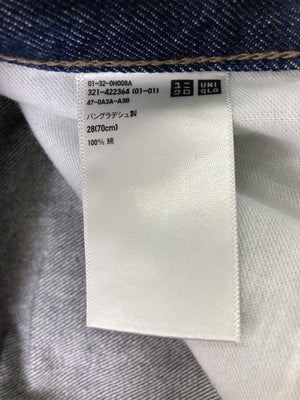 01-32-0H008A
321-422364 (01-01)
47-0A3A-A3B
バングラデシュ製
28(70cm)
100% 綿
ユニ
クロ
UNI
QLO